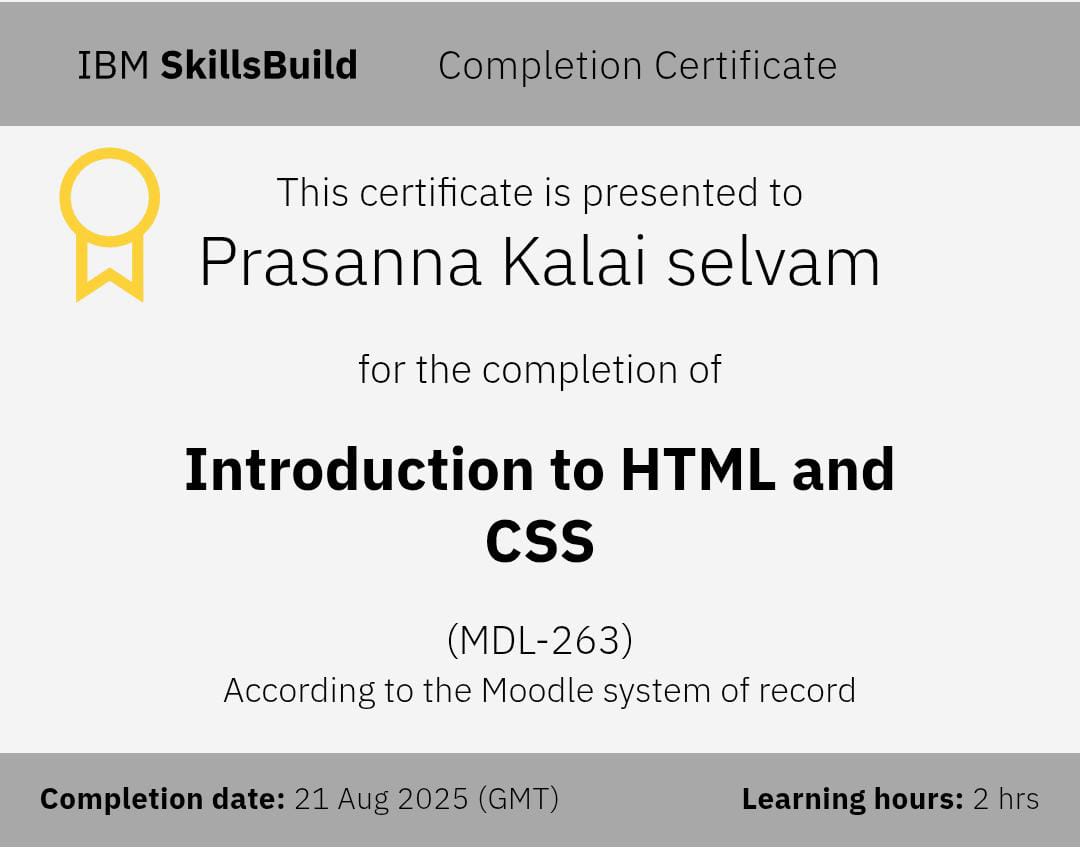 IBM SkillsBuild Completion Certificate
This certificate is presented to
Prasanna Kalai selvam
for the completion of
Introduction to HTML and
CSS
(MDL-263)
According to the Moodle system of record
Completion date: 21 Aug 2025 (GMT) Learning hours: 2 hrs